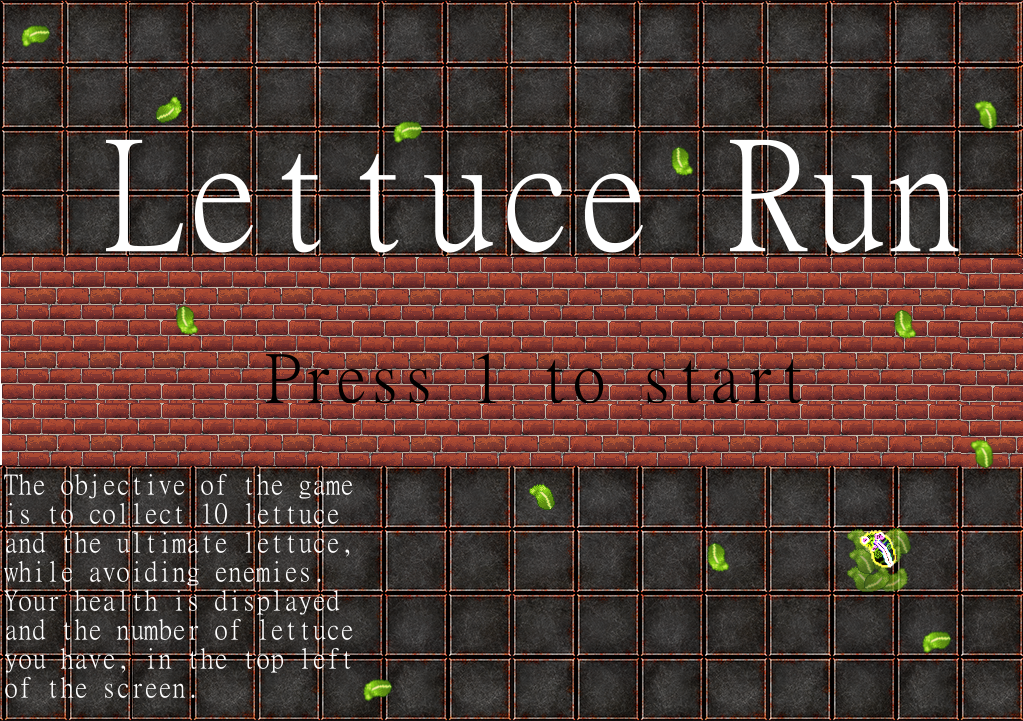 Lettuce Run
Press 1 to start
The objective of the game
is to collect 10 lettuce
and the ultimate lettuce,
while avoiding enemies.
Your health is displayed
and the number of lettuce
you have, in the top left
of the screen.